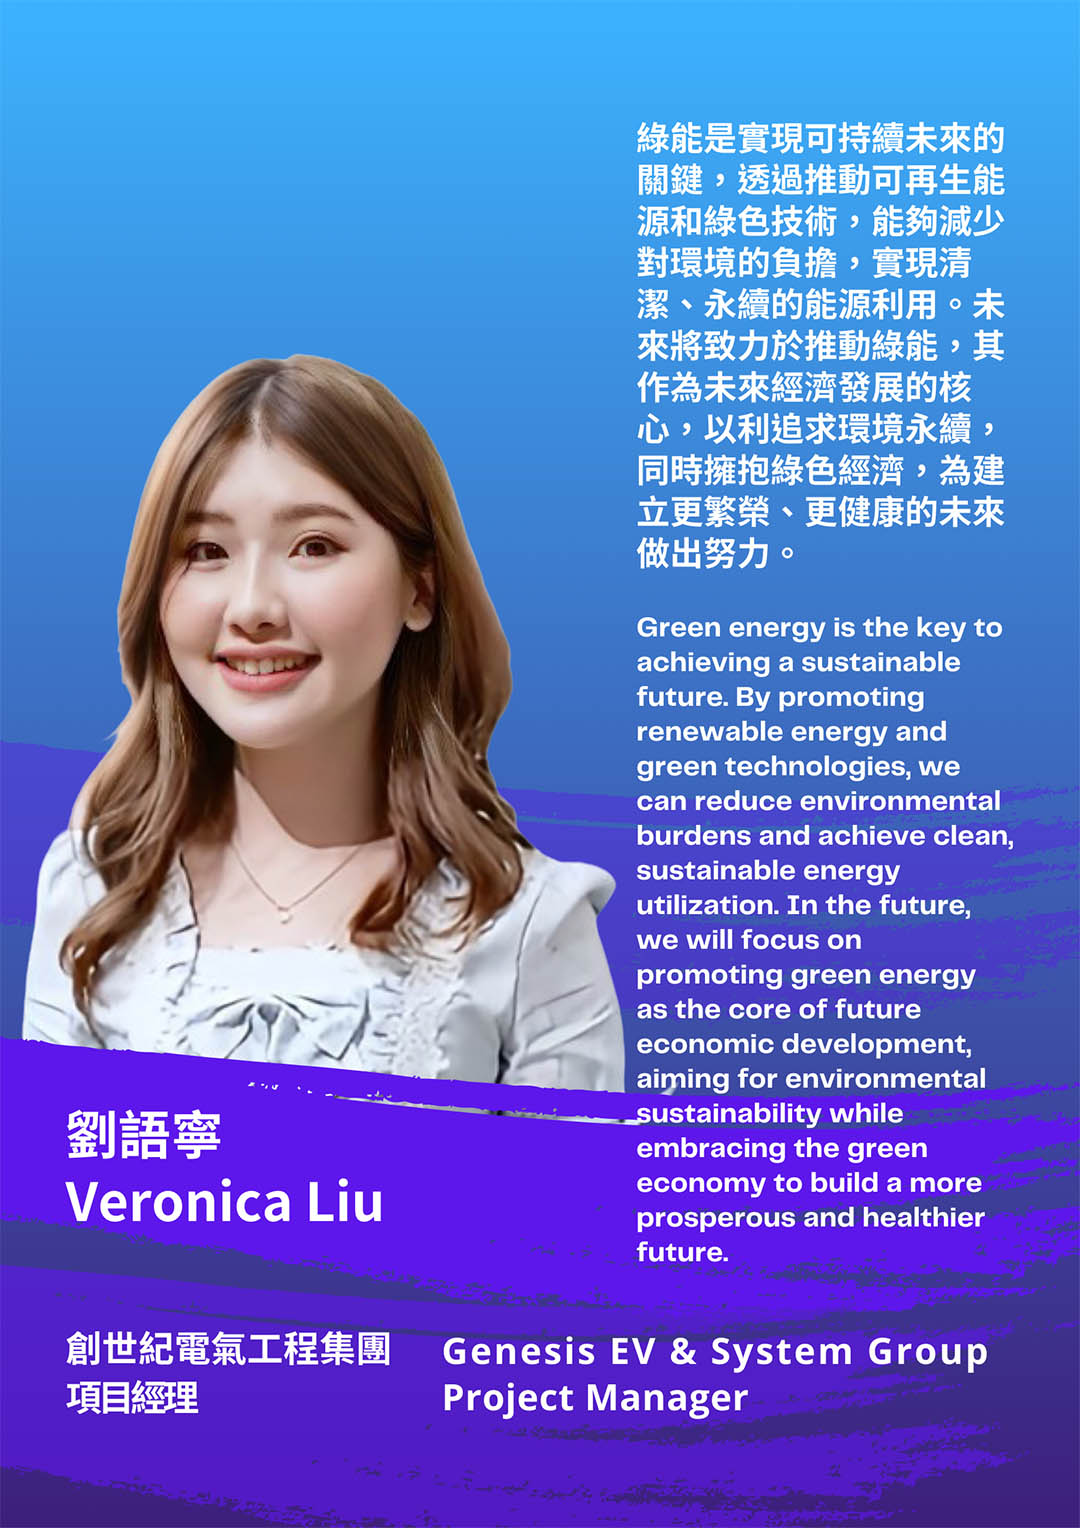 綠能是實現可持續未來的
關鍵，透過推動可再生能
源和綠色技術，能夠減少
對環境的負擔，實現清
潔、永續的能源利用。未
來將致力於推動綠能，其
作為未來經濟發展的核
心，以利追求環境永續，
同時擁抱綠色經濟，為建
立更繁榮、更健康的未來
做出努力。
Green energy is the key to
achieving a sustainable
future. By promoting
renewable energy and
green technologies, we
can reduce environmental
burdens and achieve clean,
sustainable energy
utilization. In the future,
we will focus on
promoting green energy
as the core of future
economic development,
aiming for environmental
sustainability while
embracing the green
economy to build a more
prosperous and healthier
future.
劉語寧
Veronica Liu
創世紀電氣工程集團
項目經理
Genesis EV & System Group
Project Manager